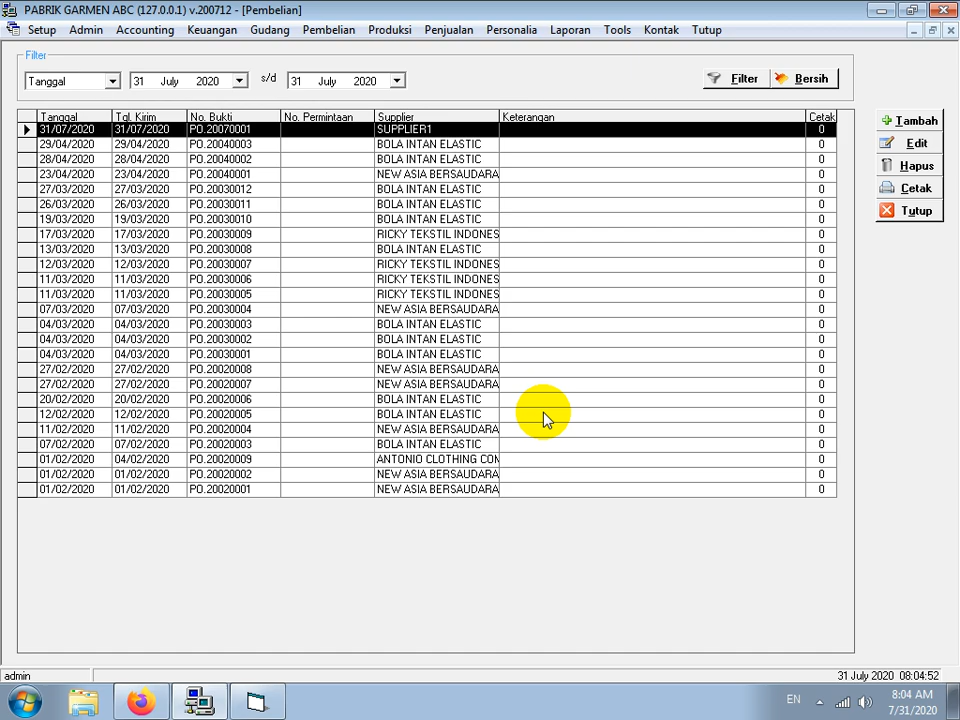 PABRIK GARMEN ABC (127.0.0.1) v.200712 - [Pembelian]
Setup Admin Accounting Keuangan Gudang Pembelian Produksi Penjualan Personalia Laporan Tools Kontak Tutup
Filter
Tanggal 31 July 2020 s/d 31 July 2020 Filter Bersih
Tanggal Tgl. Kirim No. Bukti No. Permintaan Supplier Keterangan Cetak
31/07/2020 31/07/2020 PO.20070001 SUPPLIER1 0
29/04/2020 29/04/2020 PO.20040003 BOLA INTAN ELASTIC 0
28/04/2020 28/04/2020 PO.20040002 BOLA INTAN ELASTIC 0
23/04/2020 23/04/2020 PO.20040001 NEW ASIA BERSAUDARA 0
27/03/2020 27/03/2020 PO.20030012 BOLA INTAN ELASTIC 0
26/03/2020 26/03/2020 PO.20030011 BOLA INTAN ELASTIC 0
19/03/2020 19/03/2020 PO.20030010 BOLA INTAN ELASTIC 0
17/03/2020 17/03/2020 PO.20030009 RICKY TEKSTIL INDONES 0
13/03/2020 13/03/2020 PO.20030008 BOLA INTAN ELASTIC 0
12/03/2020 12/03/2020 PO.20030007 RICKY TEKSTIL INDONES 0
11/03/2020 11/03/2020 PO.20030006 RICKY TEKSTIL INDONES 0
11/03/2020 11/03/2020 PO.20030005 RICKY TEKSTIL INDONES 0
07/03/2020 07/03/2020 PO.20030004 NEW ASIA BERSAUDARA 0
04/03/2020 04/03/2020 PO.20030003 BOLA INTAN ELASTIC 0
04/03/2020 04/03/2020 PO.20030002 BOLA INTAN ELASTIC 0
04/03/2020 04/03/2020 PO.20030001 BOLA INTAN ELASTIC 0
27/02/2020 27/02/2020 PO.20020008 NEW ASIA BERSAUDARA 0
27/02/2020 27/02/2020 PO.20020007 NEW ASIA BERSAUDARA 0
20/02/2020 20/02/2020 PO.20020006 BOLA INTAN ELASTIC 0
12/02/2020 12/02/2020 PO.20020005 BOLA INTAN ELASTIC 0
11/02/2020 11/02/2020 PO.20020004 NEW ASIA BERSAUDARA 0
07/02/2020 07/02/2020 PO.20020003 BOLA INTAN ELASTIC 0
01/02/2020 04/02/2020 PO.20020009 ANTONIO CLOTHING CON 0
01/02/2020 01/02/2020 PO.20020002 NEW ASIA BERSAUDARA 0
01/02/2020 01/02/2020 PO.20020001 NEW ASIA BERSAUDARA 0
Tambah
Edit
Hapus
Cetak
Tutup
admin 31 July 2020 08:04:52
EN 8:04 AM
7/31/2020